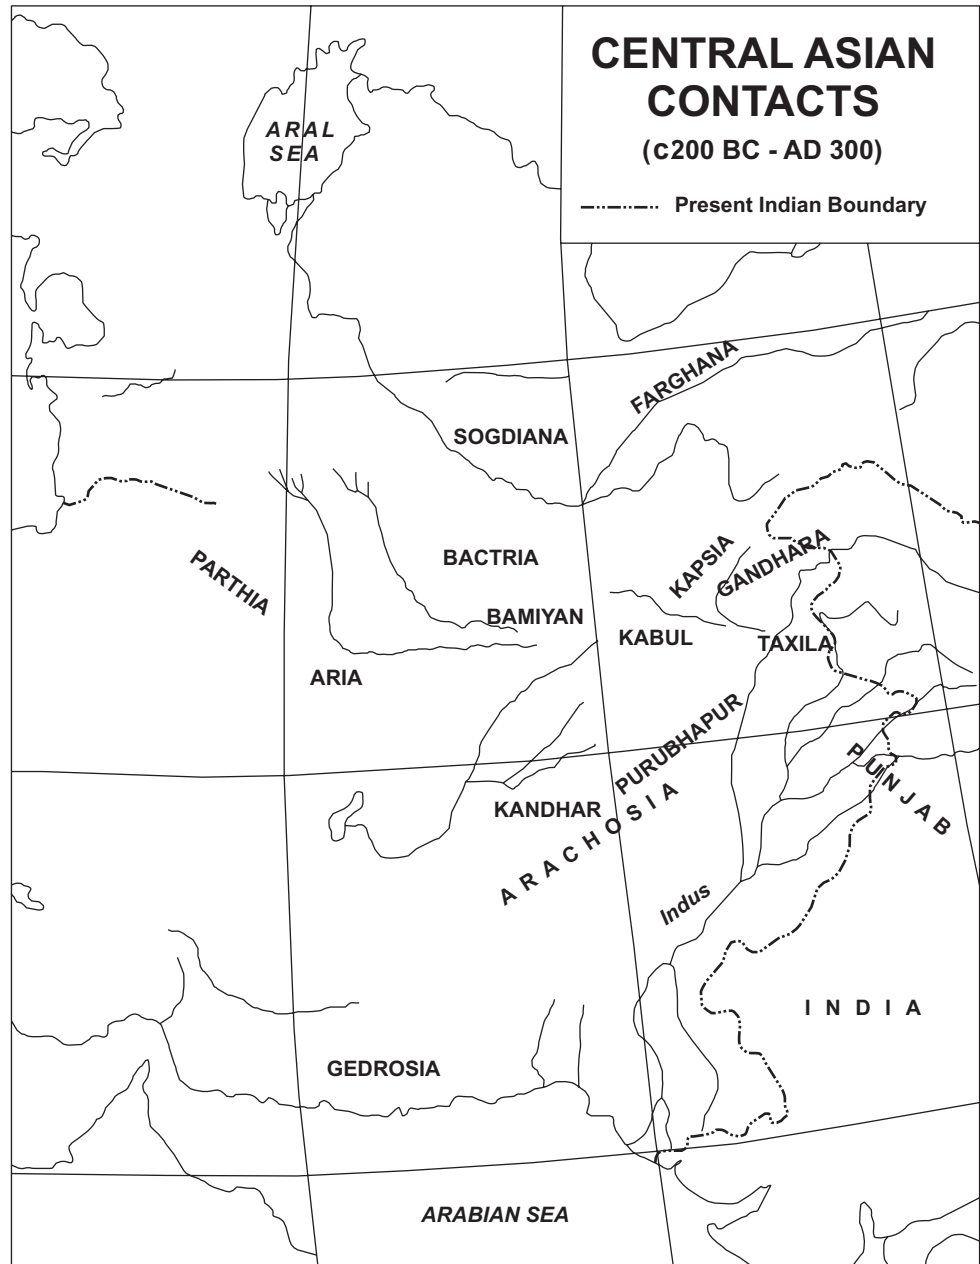 CENTRAL ASIAN
CONTACTS
(c200 BC - AD 300)
Present Indian Boundary
ARAL
SEA
FARGHANA
SOGDIANA
PARTHIA
BACTRIA
KAPSIA
GANDHARA
BAMIYAN
KABUL
TAXILA
ARIA
PURUBHAPUR
PUNJAB
KANDHAR
ARACHOSIA
Indus
INDIA
GEDROSIA
ARABIAN SEA